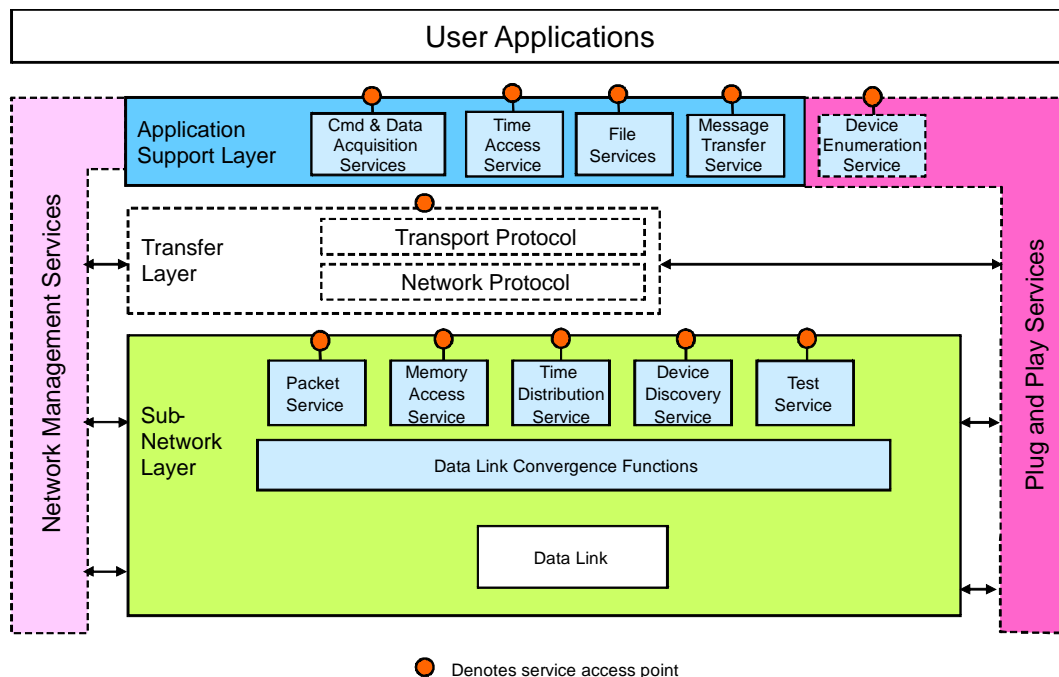 User Applications
Network Management Services
Application
Support Layer
Cmd & Data
Acquisition
Services
Time
Access
Service
File
Services
Message
Transfer
Service
Device
Enumeration
Service
Plug and Play Services
Transfer
Layer
Transport Protocol
Network Protocol
Sub-
Network
Layer
Packet
Service
Memory
Access
Service
Time
Distribution
Service
Device
Discovery
Service
Test
Service
Data Link Convergence Functions
Data Link
Denotes service access point